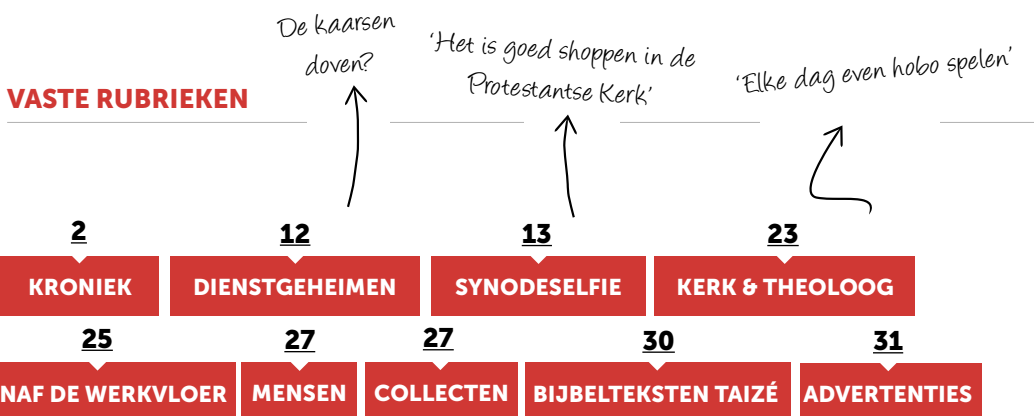 De kaarsen
doven?
'Het is goed shoppen in de
Protestantse Kerk'
'Elke dag even hobo spelen'
VASTE RUBRIEKEN
2
12
13
23
KRONIEK
DIENSTGEHEIMEN
SYNODESELFIE
KERK & THEOLOOG
25
27
27
30
31
NAF DE WERKVLOER
MENSEN
COLLECTEN
BIJBELTEKSTEN TAIZÉ
ADVERTENTIES